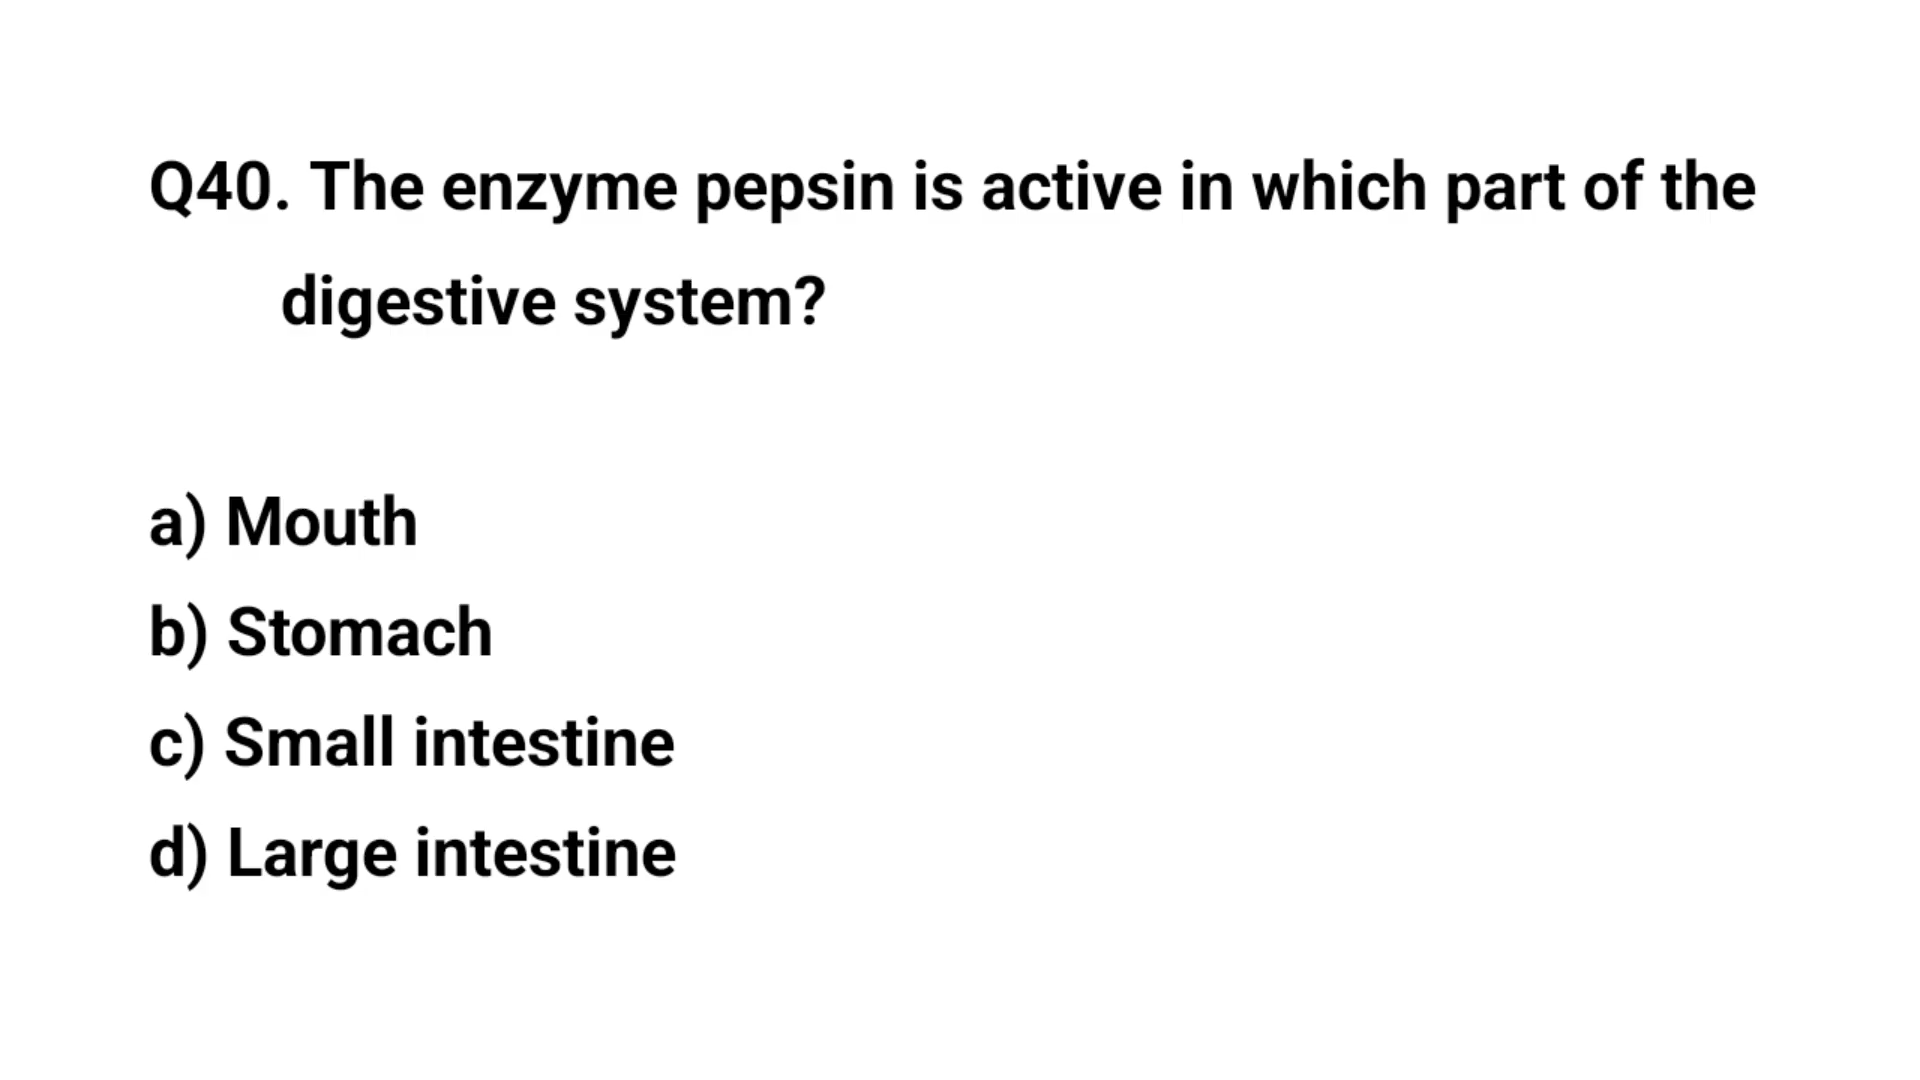 Q40. The enzyme pepsin is active in which part of the
digestive system?
a) Mouth
b) Stomach
c) Small intestine
d) Large intestine